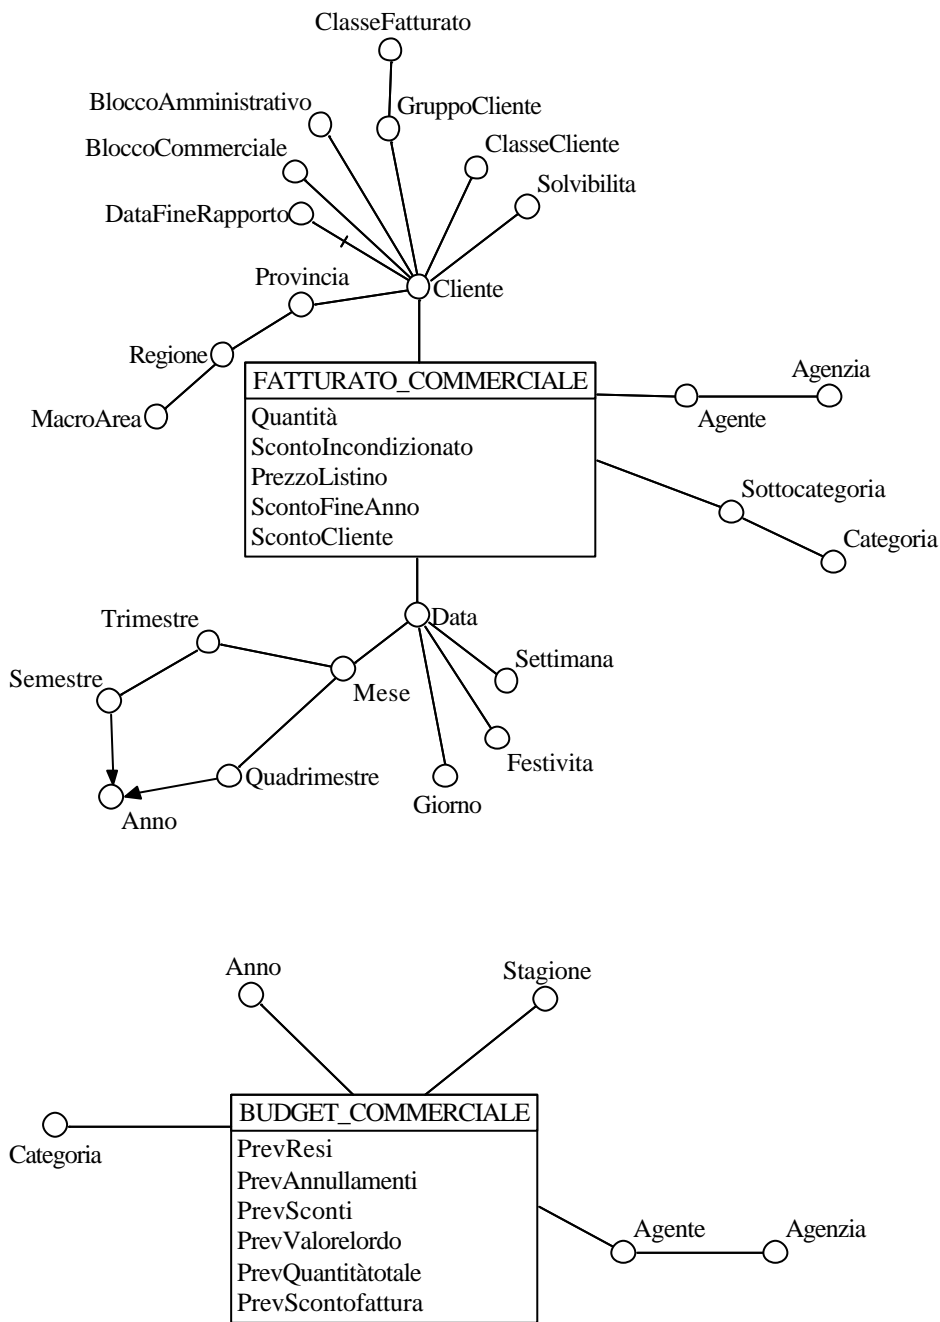 ClasseFatturato
BloccoAmministrativo
GruppoCliente
BloccoCommerciale
ClasseCliente
Solvibilita
DataFineRapporto
Provincia
Cliente
Regione
MacroArea
FATTURATO_COMMERCIALE
Quantità
ScontoIncondizionato
PrezzoListino
ScontoFineAnno
ScontoCliente
Agenzia
Agente
Sottocategoria
Categoria
Data
Trimestre
Settimana
Semestre
Mese
Festivita
Quadrimestre
Giorno
Anno
Anno
Stagione
BUDGET_COMMERCIALE
Categoria
PrevResi
PrevAnnullamenti
PrevSconti
PrevValorelordo
PrevQuantitàtotale
PrevScontofattura
Agente
Agenzia